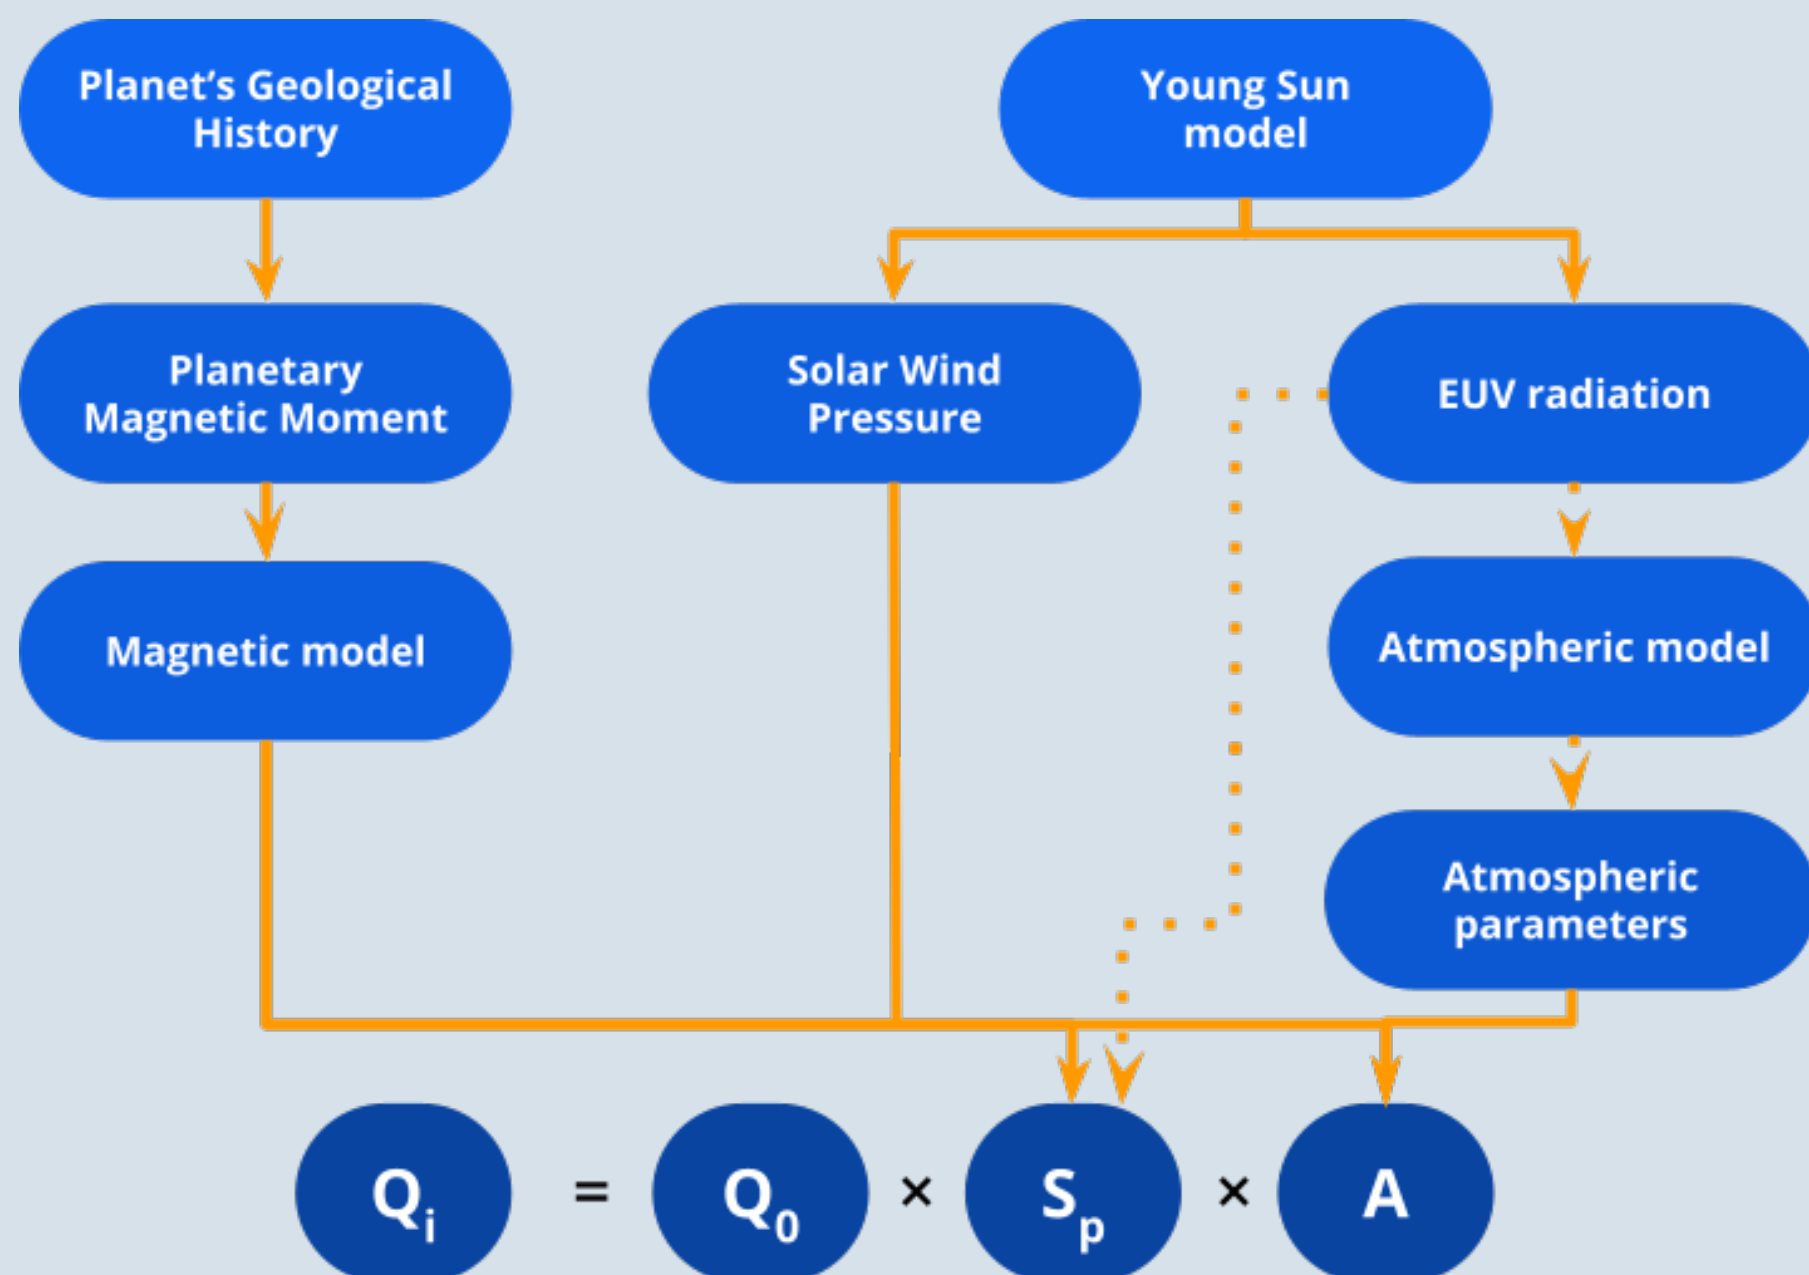 Planet’s Geological
History
Young Sun
model
Planetary
Magnetic Moment
Solar Wind
Pressure
EUV radiation
Magnetic model
Atmospheric model
Atmospheric
parameters
Qi = Q0 × Sp × A